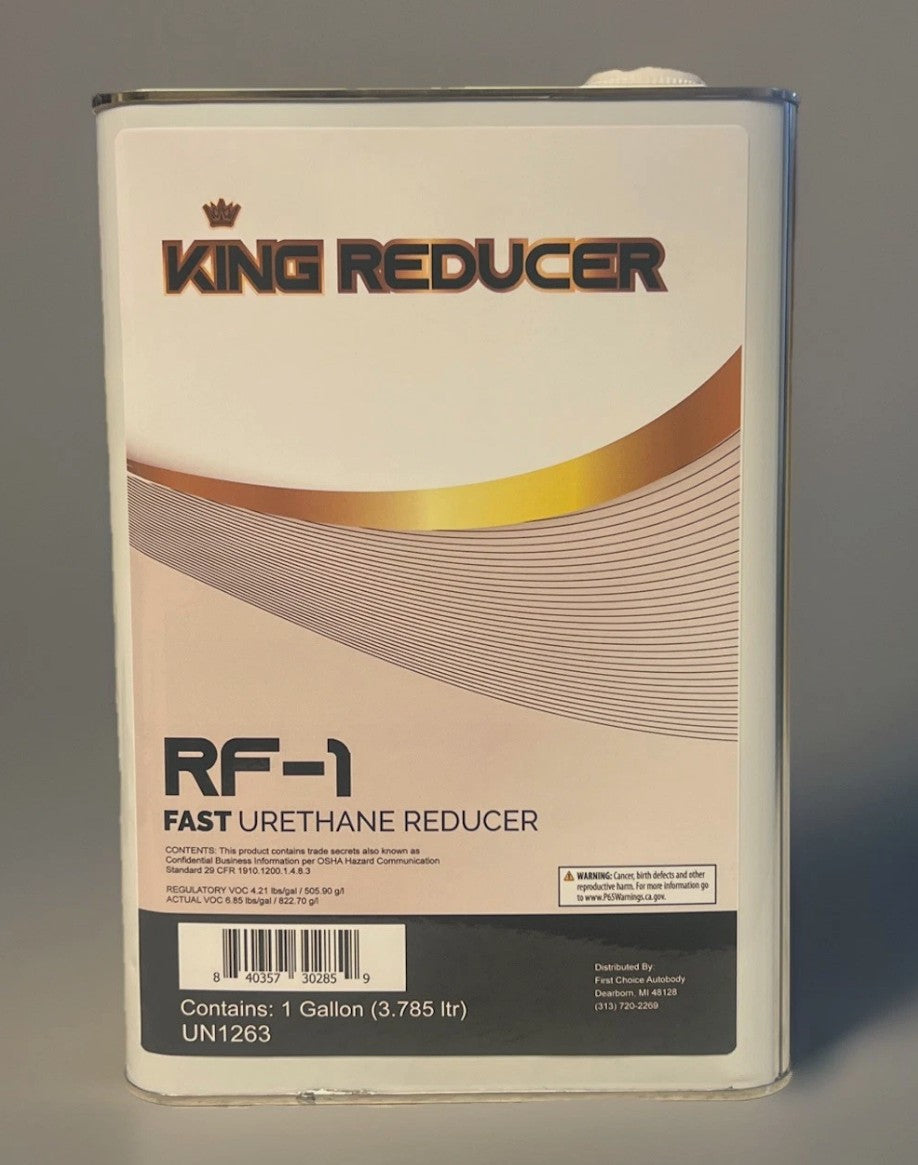 KING REDUCER
RF-1
FAST URETHANE REDUCER
CONTENTS: This product contains trade secrets also known as
Confidential Business Information per OSHA Hazard Communication
Standard 29 CFR 1910.1200.1.4.8.3
REGULATORY VOC 4.21 lbs/gal / 505.90 g/l
ACTUAL VOC 6.85 lbs/gal / 822.70 g/l
WARNING: Cancer, birth defects and other
reproductive harm. For more information go
to www.P65Warnings.ca.gov.
8 40357 30285 9
Contains: 1 Gallon (3.785 ltr)
UN1263
Distributed By:
First Choice Autobody
Dearborn, MI 48128
(313) 720-2269